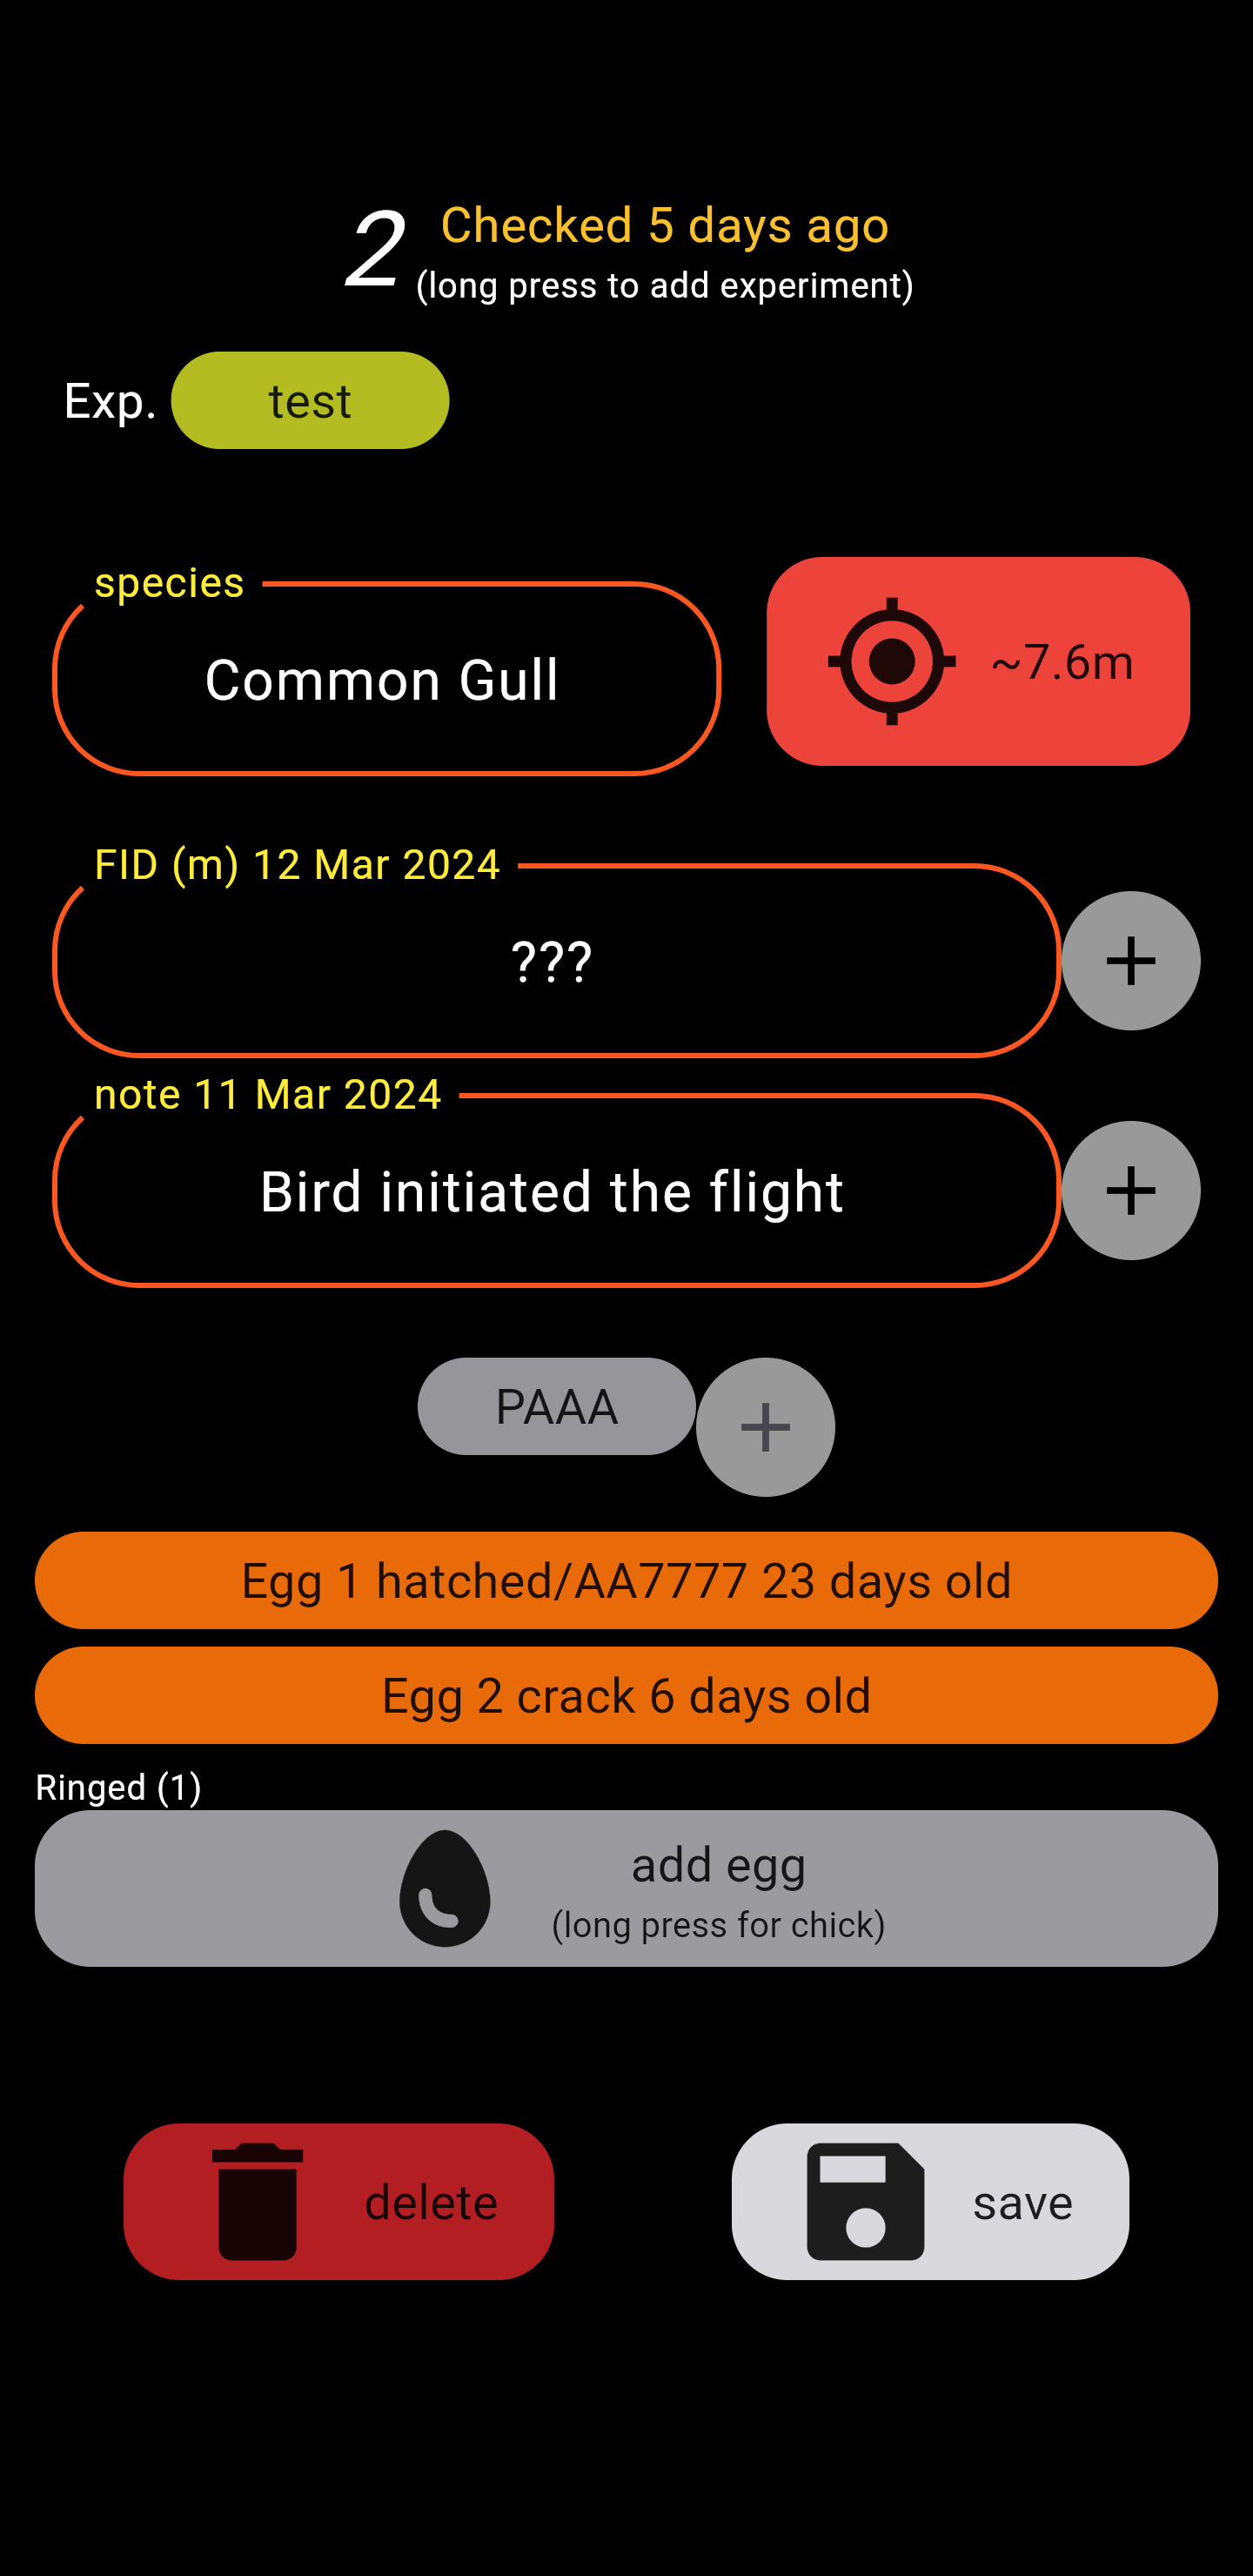 2 Checked 5 days ago
(long press to add experiment)
Exp. test
species
Common Gull
~7.6m
FID (m) 12 Mar 2024
???
note 11 Mar 2024
Bird initiated the flight
PAAA
Egg 1 hatched/AA7777 23 days old
Egg 2 crack 6 days old
Ringed (1)
add egg
(long press for chick)
delete
save